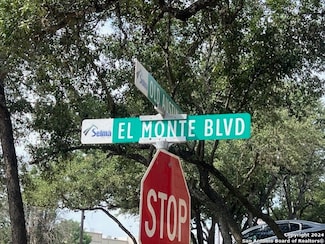 Selma EL MONTE BLVD
STOP
Copyright 2024
San Antonio Board of Realtors®